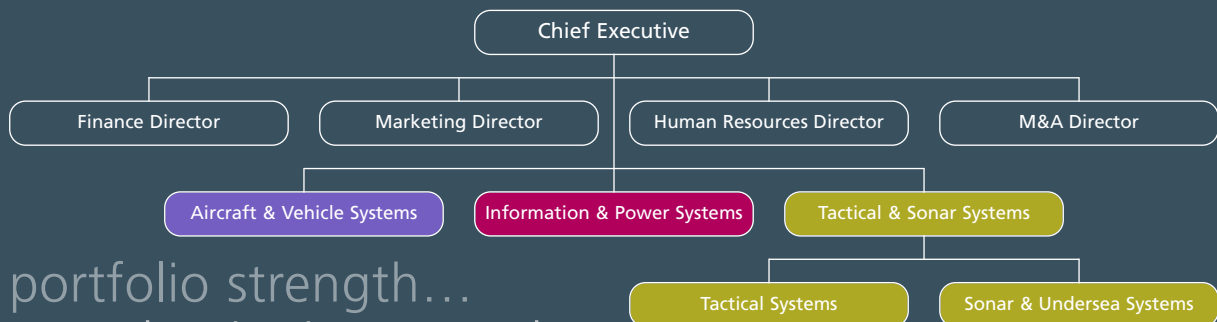 Chief Executive
Finance Director
Marketing Director
Human Resources Director
M&A Director
Aircraft & Vehicle Systems
Information & Power Systems
Tactical & Sonar Systems
portfolio strength...
Tactical Systems
Sonar & Undersea Systems